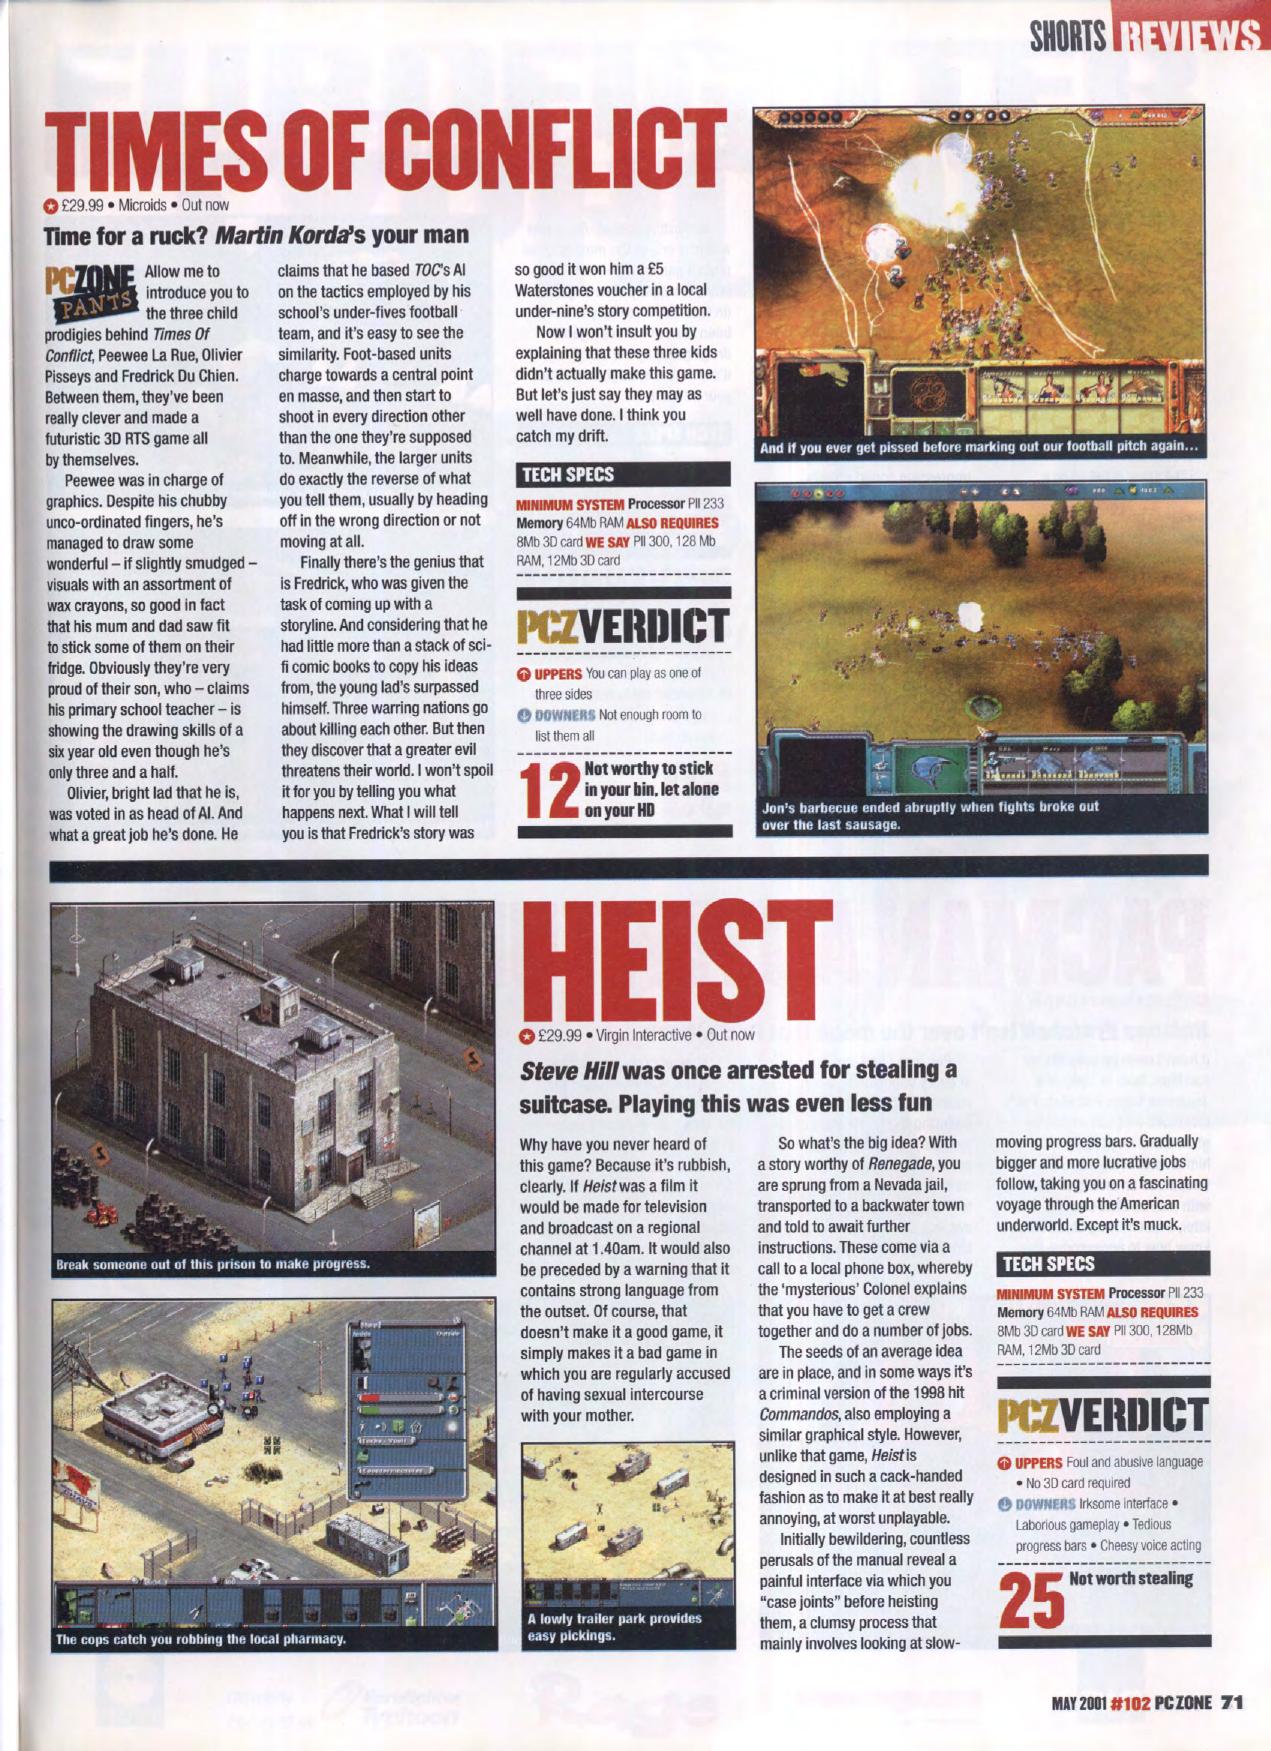 SHORTS REVIEWS
TIMES OF CONFLICT
£29.99 • Microids • Out now
Time for a ruck? Martin Korda's your man
PCZONE
PANTS
Allow me to
introduce you to
the three child
prodigies behind Times Of
Conflict, Peewee La Rue, Olivier
Pisseys and Fredrick Du Chien.
Between them, they've been
really clever and made a
futuristic 3D RTS game all
by themselves.
Peewee was in charge of
graphics. Despite his chubby
unco-ordinated fingers, he's
managed to draw some
wonderful – if slightly smudged –
visuals with an assortment of
wax crayons, so good in fact
that his mum and dad saw fit
to stick some of them on their
fridge. Obviously they're very
proud of their son, who – claims
his primary school teacher – is
showing the drawing skills of a
six year old even though he's
only three and a half.
Olivier, bright lad that he is,
was voted in as head of AI. And
what a great job he's done. He
claims that he based TOC's AI
on the tactics employed by his
school's under-fives football
team, and it's easy to see the
similarity. Foot-based units
charge towards a central point
en masse, and then start to
shoot in every direction other
than the one they're supposed
to. Meanwhile, the larger units
do exactly the reverse of what
you tell them, usually by heading
off in the wrong direction or not
moving at all.
Finally there's the genius that
is Fredrick, who was given the
task of coming up with a
storyline. And considering that he
had little more than a stack of sci-
fi comic books to copy his ideas
from, the young lad's surpassed
himself. Three warring nations go
about killing each other. But then
they discover that a greater evil
threatens their world. I won't spoil
it for you by telling you what
happens next. What I will tell
you is that Fredrick's story was
so good it won him a £5
Waterstones voucher in a local
under-nine's story competition.
Now I won't insult you by
explaining that these three kids
didn't actually make this game.
But let's just say they may as
well have done. I think you
catch my drift.
TECH SPECS
MINIMUM SYSTEM Processor PII 233
Memory 64Mb RAM ALSO REQUIRES
8Mb 3D card WE SAY PII 300, 128 Mb
RAM, 12Mb 3D card
PCZVERDICT
UPPERS You can play as one of
three sides
DOWNERS Not enough room to
list them all
12 Not worthy to stick
in your bin, let alone
on your HD
And if you ever get pissed before marking out our football pitch again...
Jon's barbecue ended abruptly when fights broke out
over the last sausage.
Break someone out of this prison to make progress.
The cops catch you robbing the local pharmacy.
HEIST
£29.99 • Virgin Interactive • Out now
Steve Hill was once arrested for stealing a
suitcase. Playing this was even less fun
Why have you never heard of
this game? Because it's rubbish,
clearly. If Heist was a film it
would be made for television
and broadcast on a regional
channel at 1.40am. It would also
be preceded by a warning that it
contains strong language from
the outset. Of course, that
doesn't make it a good game, it
simply makes it a bad game in
which you are regularly accused
of having sexual intercourse
with your mother.
A lowly trailer park provides
easy pickings.
So what's the big idea? With
a story worthy of Renegade, you
are sprung from a Nevada jail,
transported to a backwater town
and told to await further
instructions. These come via a
call to a local phone box, whereby
the 'mysterious' Colonel explains
that you have to get a crew
together and do a number of jobs.
The seeds of an average idea
are in place, and in some ways it's
a criminal version of the 1998 hit
Commandos, also employing a
similar graphical style. However,
unlike that game, Heist is
designed in such a cack-handed
fashion as to make it at best really
annoying, at worst unplayable.
Initially bewildering, countless
perusals of the manual reveal a
painful interface via which you
"case joints" before heisting
them, a clumsy process that
mainly involves looking at slow-
moving progress bars. Gradually
bigger and more lucrative jobs
follow, taking you on a fascinating
voyage through the American
underworld. Except it's muck.
TECH SPECS
MINIMUM SYSTEM Processor PII 233
Memory 64Mb RAM ALSO REQUIRES
8Mb 3D card WE SAY PII 300, 128Mb
RAM, 12Mb 3D card
PCZVERDICT
UPPERS Foul and abusive language
• No 3D card required
DOWNERS Irksome interface •
Laborious gameplay • Tedious
progress bars • Cheesy voice acting
25 Not worth stealing
MAY 2001 #102 PC ZONE 71